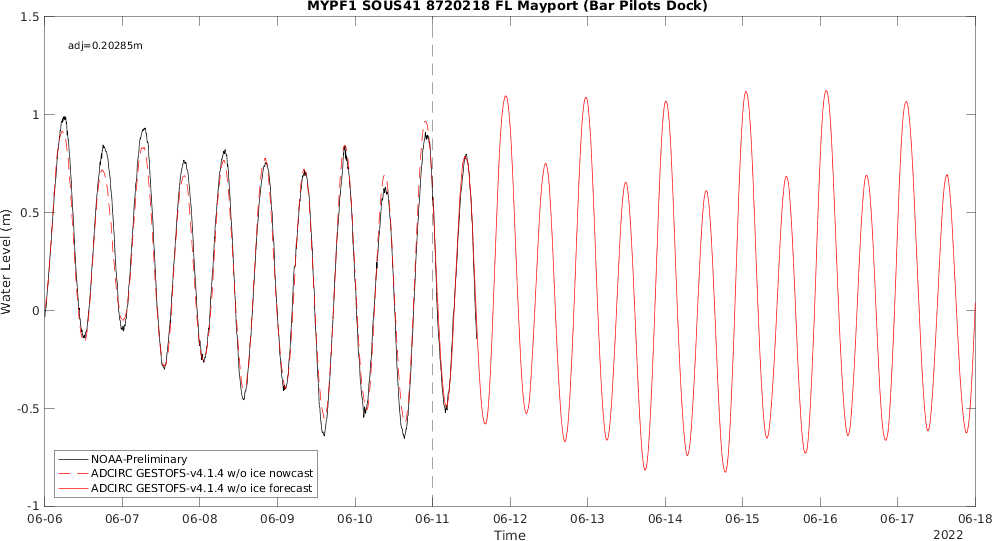 MYPF1 SOUS41 8720218 FL Mayport (Bar Pilots Dock)
adj=0.20285m
1.5
1
0.5
0
-0.5
-1
Water Level (m)
NOAA-Preliminary
ADCIRC GESTOFS-v4.1.4 w/o ice nowcast
ADCIRC GESTOFS-v4.1.4 w/o ice forecast
06-06 06-07 06-08 06-09 06-10 06-11 06-12 06-13 06-14 06-15 06-16 06-17 06-18
Time
2022